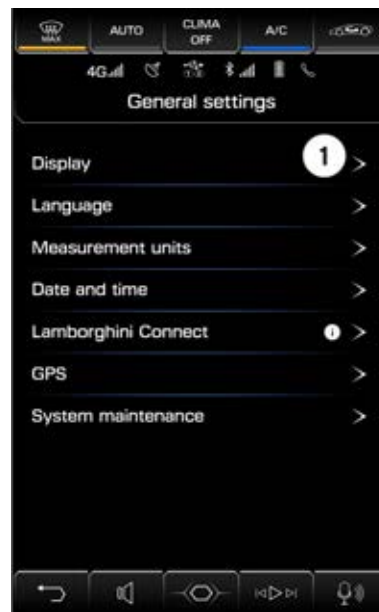 MAX
AUTO
CLIMA
OFF
A/C
4G
General settings
Display
1
Language
Measurement units
Date and time
Lamborghini Connect
i
GPS
System maintenance